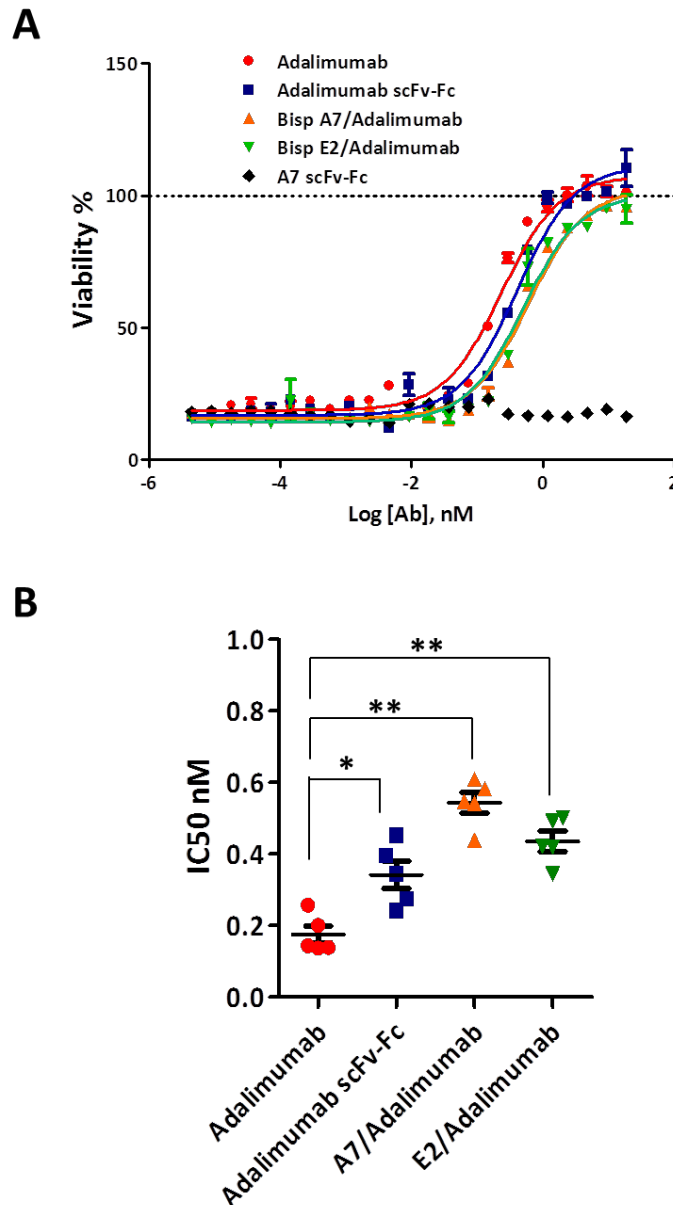 A
Adalimumab
Adalimumab scFv-Fc
Bisp A7/Adalimumab
Bisp E2/Adalimumab
A7 scFv-Fc
150
100
50
0
Viability %
-6 -4 -2 0 2
Log [Ab], nM
B
1.0
0.8
0.6
0.4
0.2
0.0
IC50 nM
**
**
*
Adalimumab
Adalimumab scFv-Fc
A7/Adalimumab
E2/Adalimumab